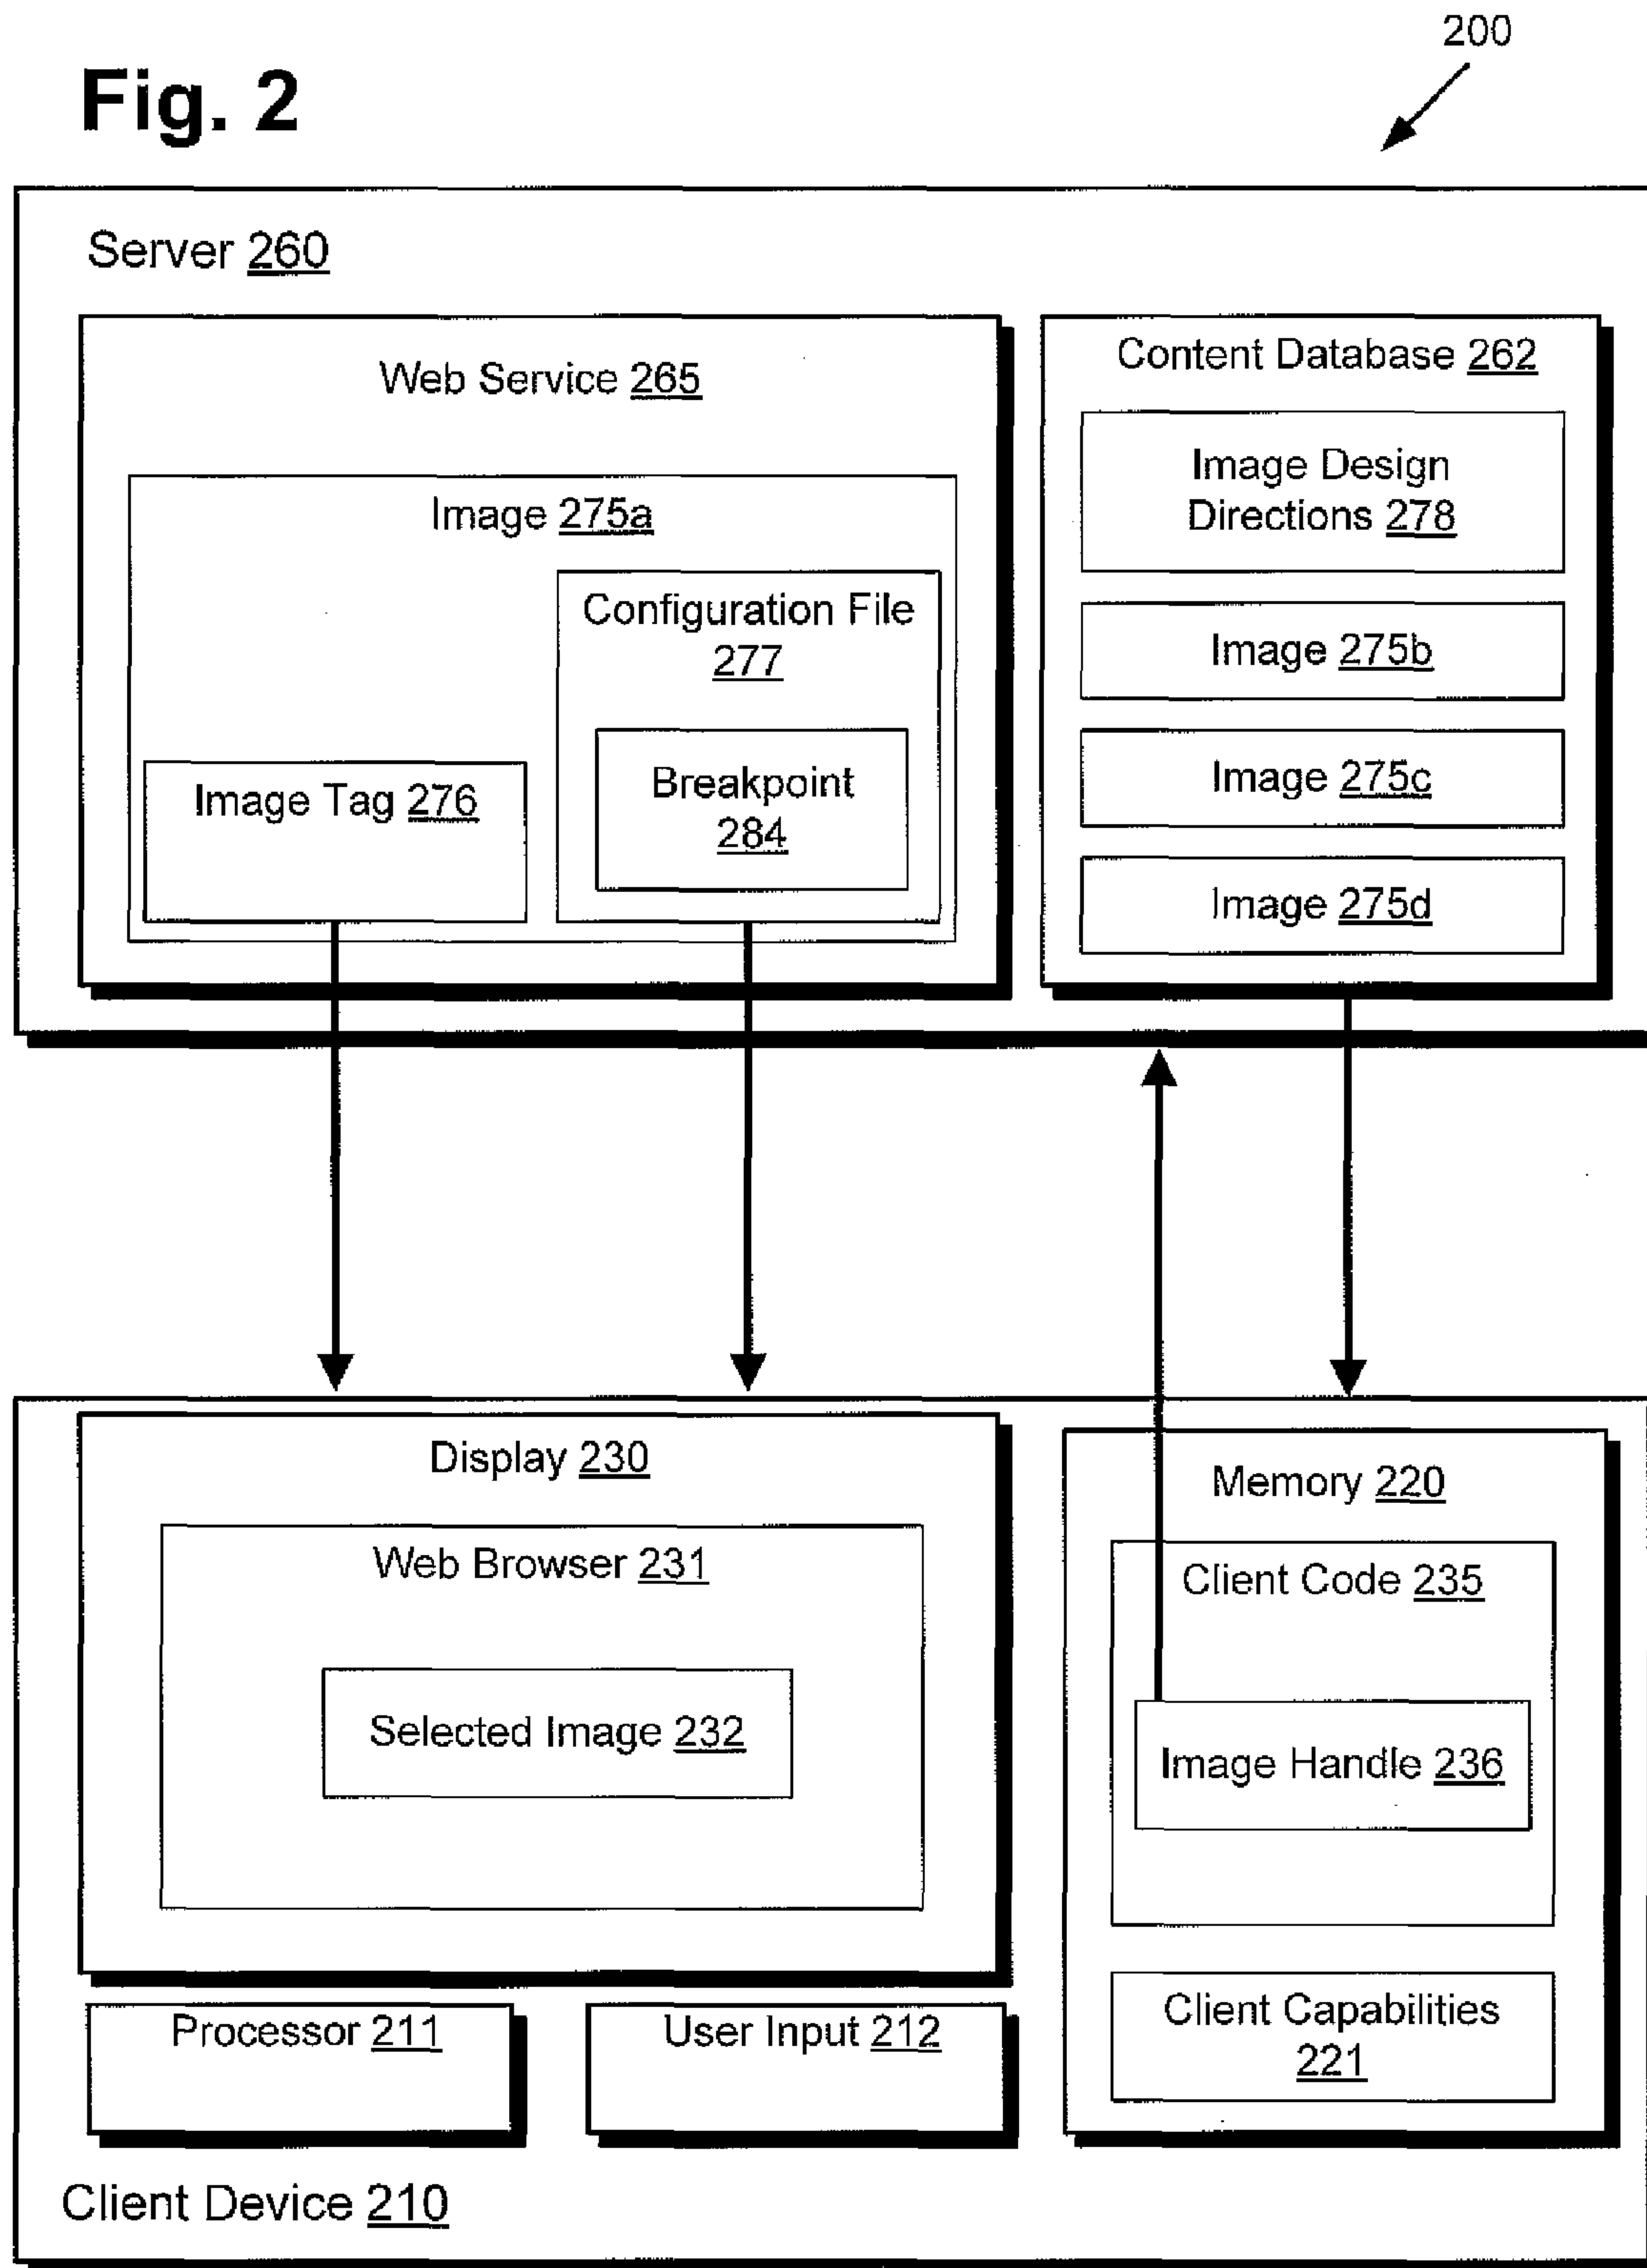 200
Fig. 2
Server 260
Web Service 265
Image 275a
Configuration File
277
Breakpoint
284
Image Tag 276
Content Database 262
Image Design
Directions 278
Image 275b
Image 275c
Image 275d
Display 230
Web Browser 231
Selected Image 232
Memory 220
Client Code 235
Image Handle 236
Client Capabilities
221
Processor 211
User Input 212
Client Device 210